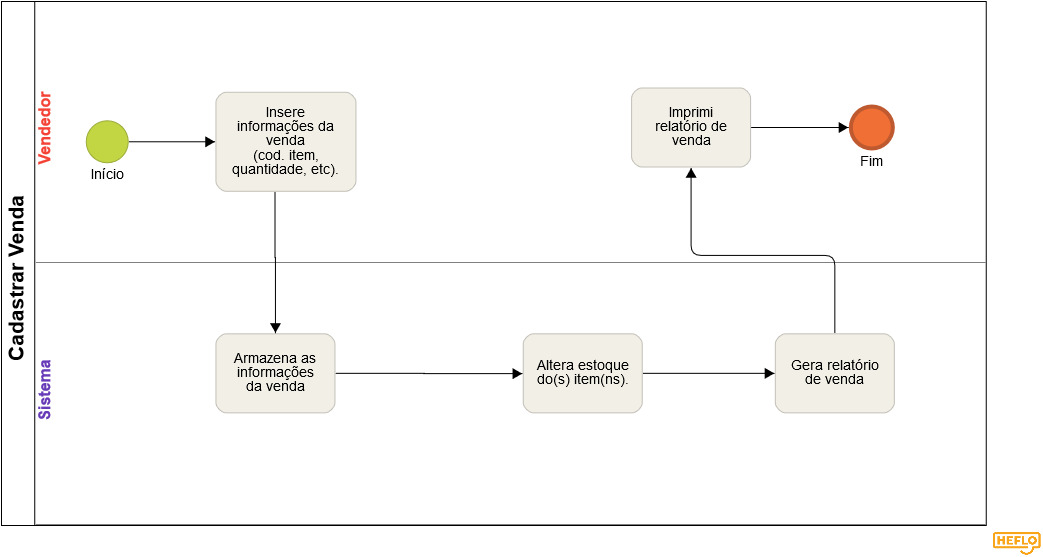 Cadastrar Venda
Vendedor
Início
Insere
informações da
venda
(cod. item,
quantidade, etc).
Imprimi
relatório de
venda
Fim
Sistema
Armazena as
informações
da venda
Altera estoque
do(s) item(ns).
Gera relatório
de venda
HEFLO